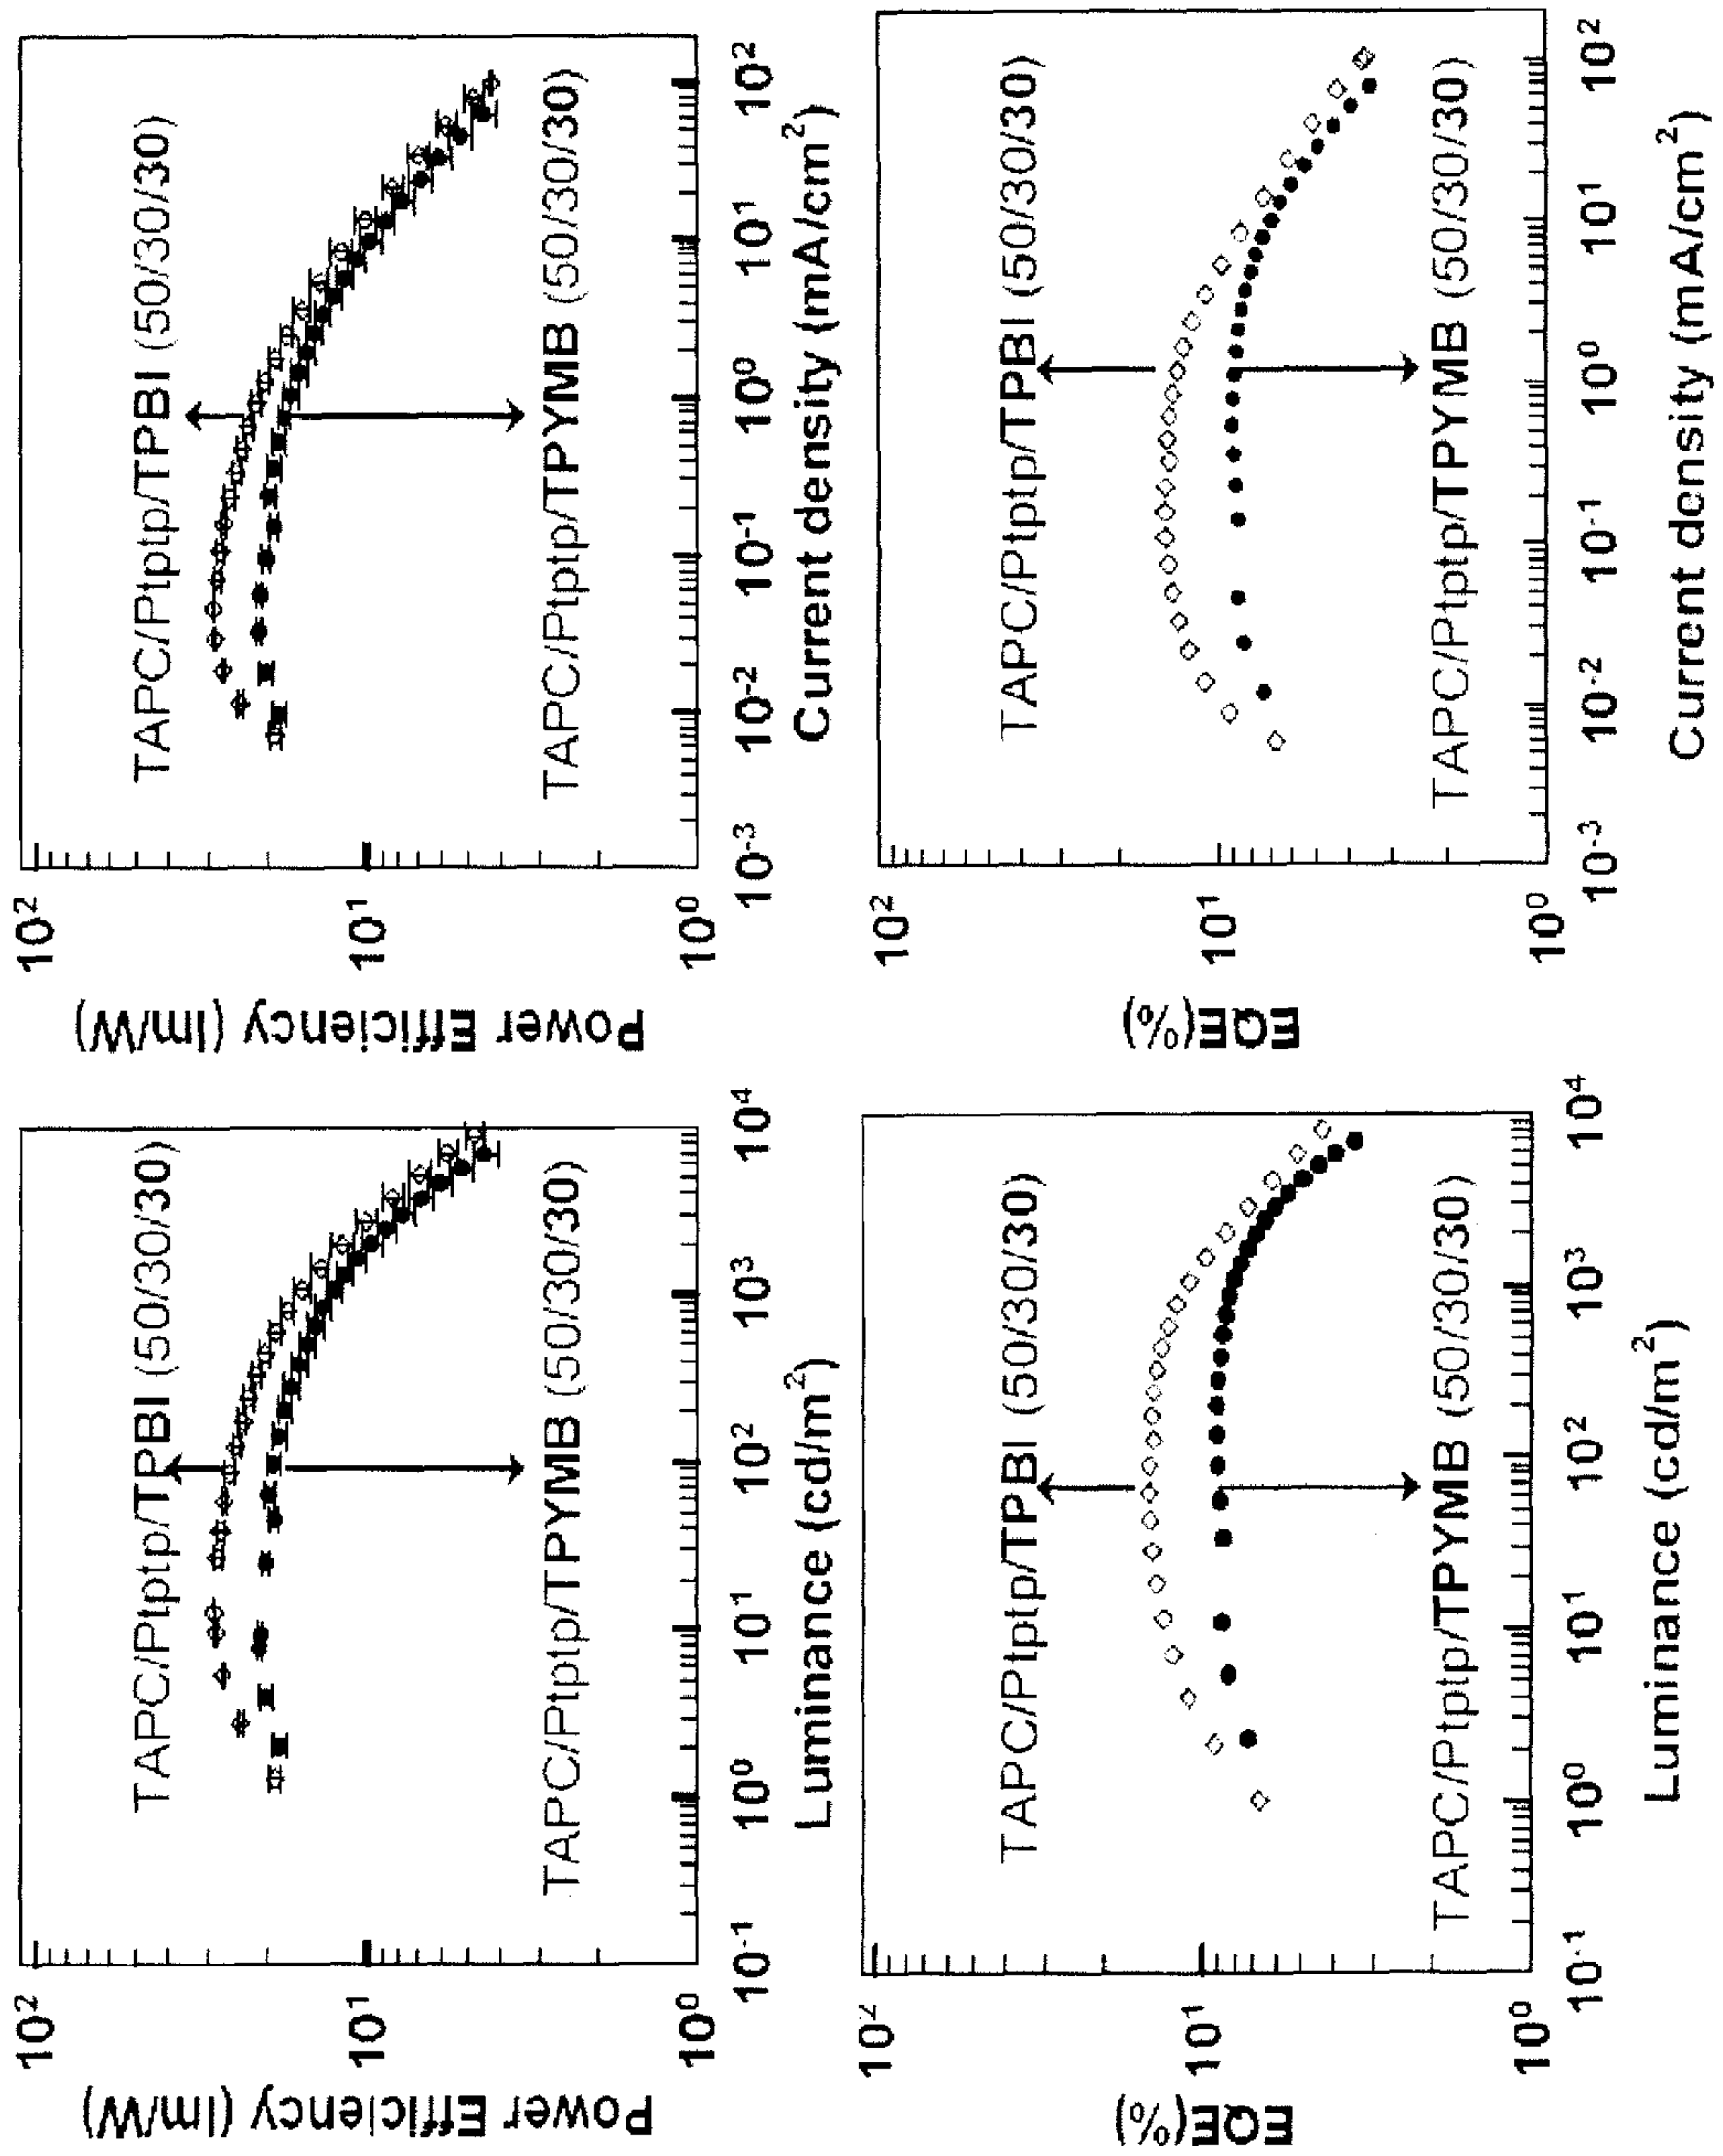 Power Efficiency (lm/W)
10²
10¹
10⁰
TAPC/Ptptp/TPBI (50/30/30)
TAPC/Ptptp/TPYMB (50/30/30)
10⁻¹ 10⁰ 10¹ 10² 10³ 10⁴
Luminance (cd/m²)
Power Efficiency (lm/W)
10²
10¹
10⁰
TAPC/Ptptp/TPBI (50/30/30)
TAPC/Ptptp/TPYMB (50/30/30)
10⁻³ 10⁻² 10⁻¹ 10⁰ 10¹ 10²
Current density (mA/cm²)
EQE(%)
10²
10¹
10⁰
TAPC/Ptptp/TPBI (50/30/30)
TAPC/Ptptp/TPYMB (50/30/30)
10⁻¹ 10⁰ 10¹ 10² 10³ 10⁴
Luminance (cd/m²)
EQE(%)
10²
10¹
10⁰
TAPC/Ptptp/TPBI (50/30/30)
TAPC/Ptptp/TPYMB (50/30/30)
10⁻³ 10⁻² 10⁻¹ 10⁰ 10¹ 10²
Current density (mA/cm²)